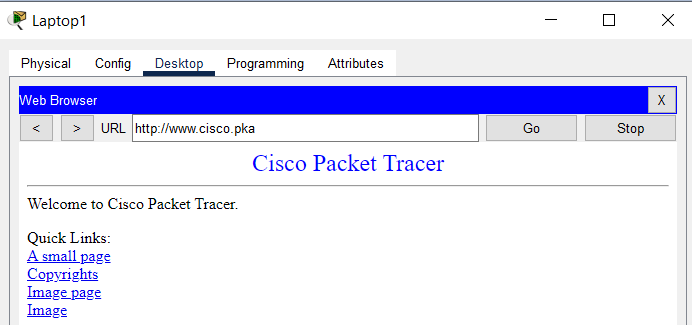 Laptop1
Physical Config Desktop Programming Attributes
Web Browser X
< > URL http://www.cisco.pka Go Stop
Cisco Packet Tracer
Welcome to Cisco Packet Tracer.
Quick Links:
A small page
Copyrights
Image page
Image